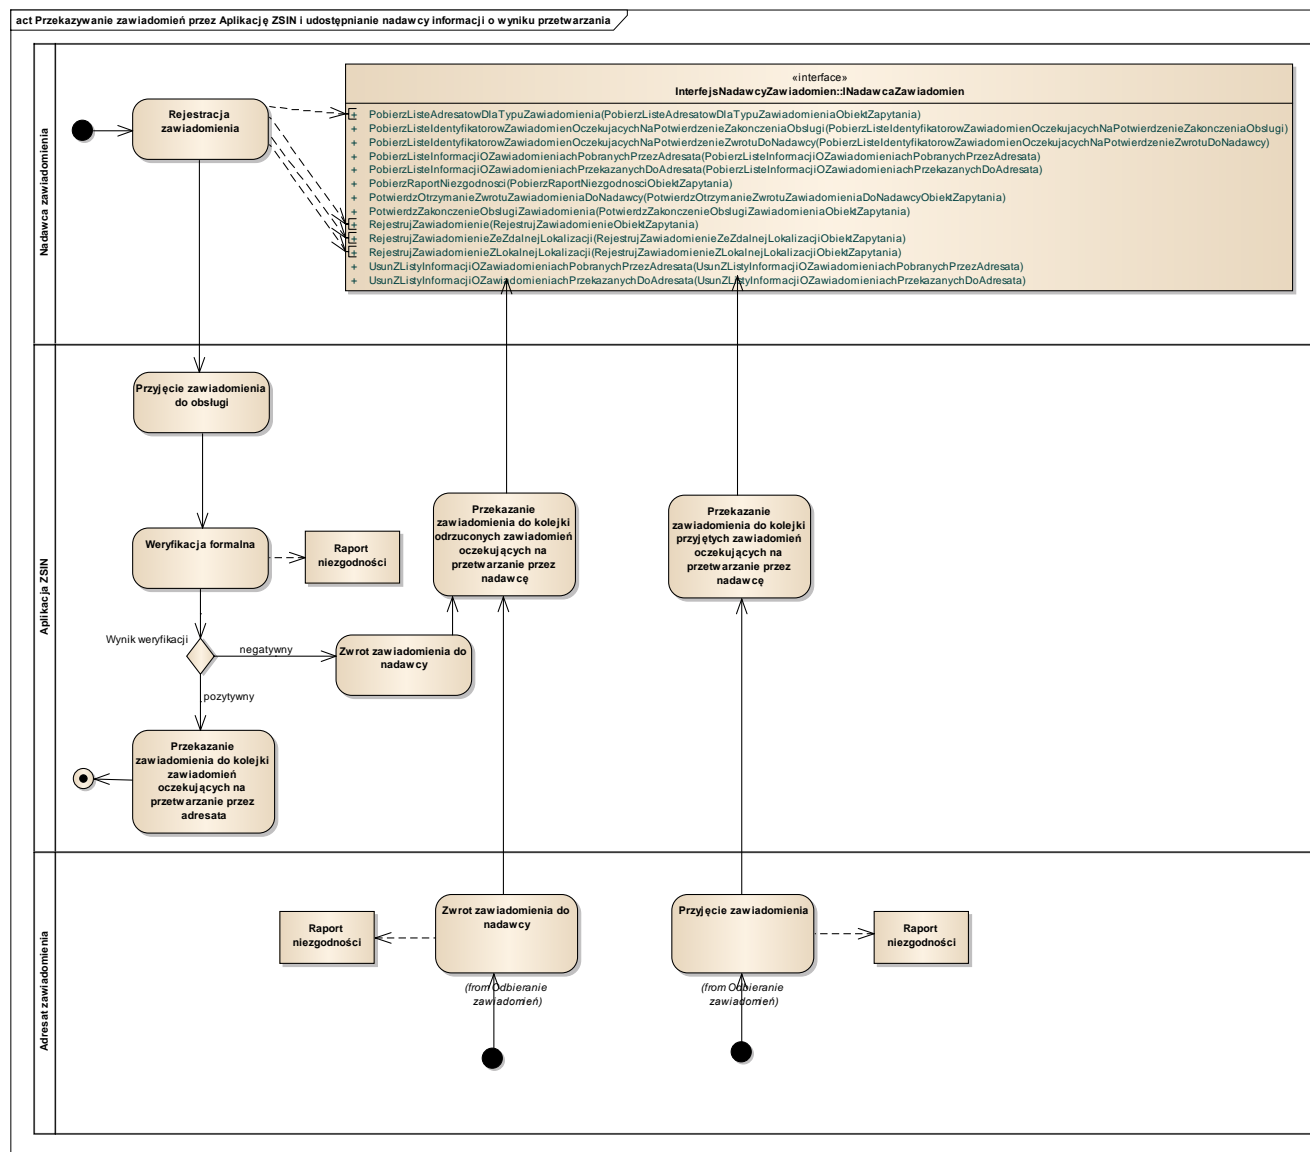 act Przekazywanie zawiadomień przez Aplikację ZSIN i udostępnianie nadawcy informacji o wyniku przetwarzania
Nadawca zawiadomienia
Rejestracja
zawiadomienia
«interface»
InterfejsNadawcyZawiadomien::INadawcaZawiadomien
+ PobierzListeAdresatowDlaTypuZawiadomienia(PobierzListeAdresatowDlaTypuZawiadomieniaObiektZapytania)
+ PobierzListeIdentyfikatorowZawiadomienOczekujacychNaPotwierdzenieZakonczeniaObslugi(PobierzListeIdentyfikatorowZawiadomienOczekujacychNaPotwierdzenieZakonczeniaObslugi)
+ PobierzListeIdentyfikatorowZawiadomienOczekujacychNaPotwierdzenieZwrotuDoNadawcy(PobierzListeIdentyfikatorowZawiadomienOczekujacychNaPotwierdzenieZwrotuDoNadawcy)
+ PobierzListeInformacjiOZawiadomieniachPobranychPrzezAdresata(PobierzListeInformacjiOZawiadomieniachPobranychPrzezAdresata)
+ PobierzListeInformacjiOZawiadomieniachPrzekazanychDoAdresata(PobierzListeInformacjiOZawiadomieniachPrzekazanychDoAdresata)
+ PobierzRaportNiezgodnosci(PobierzRaportNiezgodnosciObiektZapytania)
+ PotwierdzOtrzymanieZwrotuZawiadomieniaDoNadawcy(PotwierdzOtrzymanieZwrotuZawiadomieniaDoNadawcyObiektZapytania)
+ PotwierdzZakonczenieObslugiZawiadomienia(PotwierdzZakonczenieObslugiZawiadomieniaObiektZapytania)
+ RejestrujZawiadomienie(RejestrujZawiadomienieObiektZapytania)
+ RejestrujZawiadomienieZeZdalnejLokalizacji(RejestrujZawiadomienieZeZdalnejLokalizacjiObiektZapytania)
+ RejestrujZawiadomienieZLokalnejLokalizacji(RejestrujZawiadomienieZLokalnejLokalizacjiObiektZapytania)
+ UsunZListyInformacjiOZawiadomieniachPobranychPrzezAdresata(UsunZListyInformacjiOZawiadomieniachPobranychPrzezAdresata)
+ UsunZListyInformacjiOZawiadomieniachPrzekazanychDoAdresata(UsunZListyInformacjiOZawiadomieniachPrzekazanychDoAdresata)
Aplikacja ZSIN
Przyjęcie zawiadomienia
do obsługi
Weryfikacja formalna
Raport
niezgodności
Przekazanie
zawiadomienia do kolejki
odrzuconych zawiadomień
oczekujących na
przetwarzanie przez
nadawcę
Przekazanie
zawiadomienia do kolejki
przyjętych zawiadomień
oczekujących na
przetwarzanie przez
nadawcę
Wynik weryfikacji
negatywny
Zwrot zawiadomienia do
nadawcy
pozytywny
Przekazanie
zawiadomienia do kolejki
zawiadomień
oczekujących na
przetwarzanie przez
adresata
Adresat zawiadomienia
Raport
niezgodności
Zwrot zawiadomienia do
nadawcy
(from Odbieranie
zawiadomień)
Przyjęcie zawiadomienia
(from Odbieranie
zawiadomień)
Raport
niezgodności